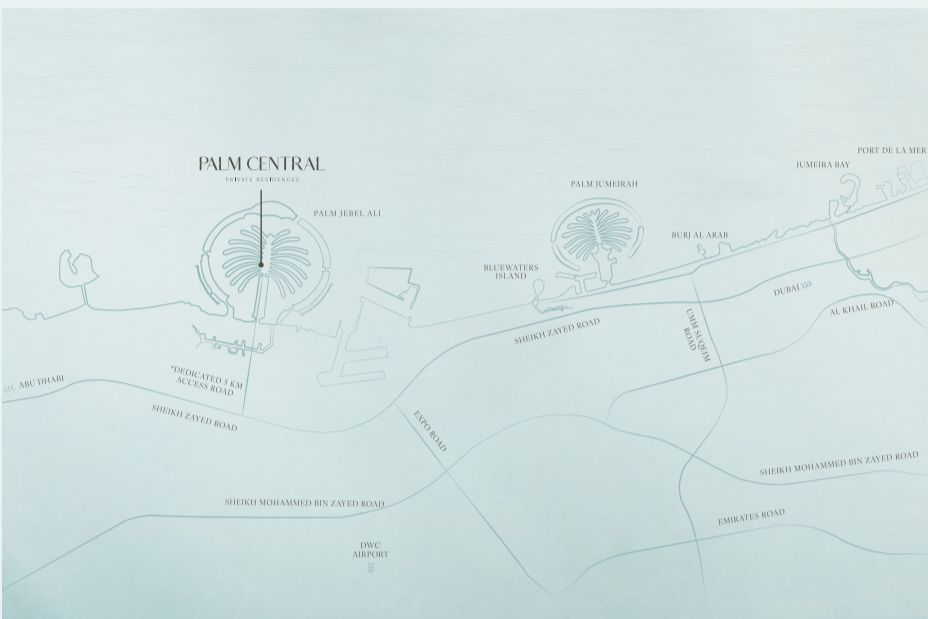 PORT DE LA MER
JUMEIRA BAY
PALM CENTRAL
PRIVATE RESIDENCES
PALM JUMEIRAH
PALM JEBEL ALI
BURJ AL ARAB
BLUEWATERS
ISLAND
DUBAI >>>
AL KHAIL ROAD
SHEIKH ZAYED ROAD
UMM SUQEIM
ROAD
*DEDICATED 5 KM
ACCESS ROAD
<<< ABU DHABI
SHEIKH ZAYED ROAD
EXPO ROAD
SHEIKH MOHAMMED BIN ZAYED ROAD
SHEIKH MOHAMMED BIN ZAYED ROAD
EMIRATES ROAD
DWC
AIRPORT